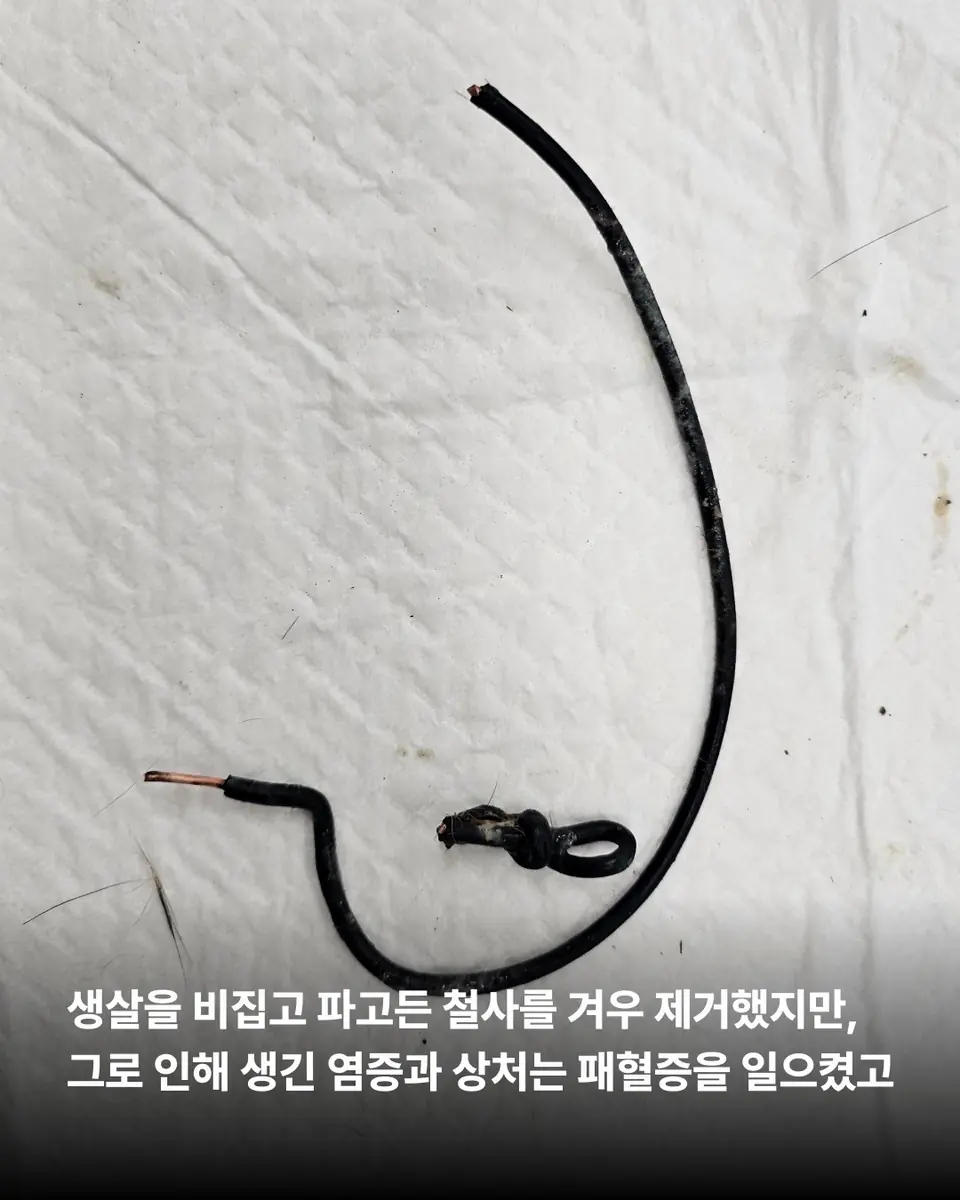 생살을 비집고 파고든 철사를 겨우 제거했지만,
그로 인해 생긴 염증과 상처는 패혈증을 일으켰고